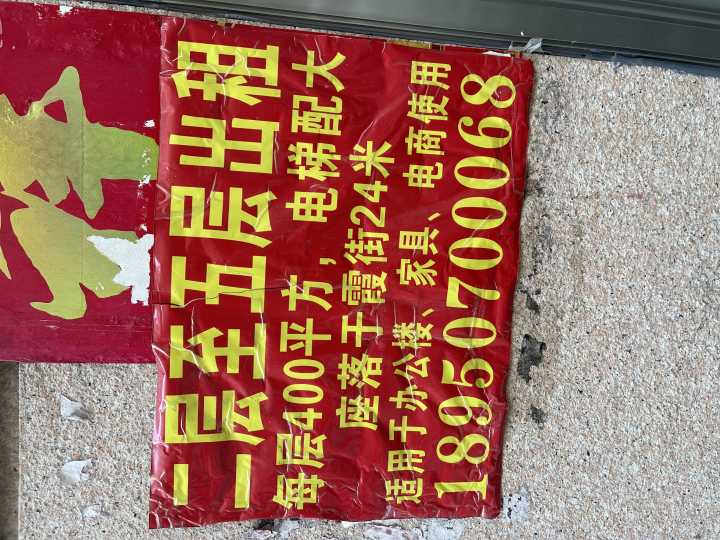 二层至五层出租
每层400平方，电梯配大
座落于霞街24米
适用于办公楼、家具、电商使用
18950700068